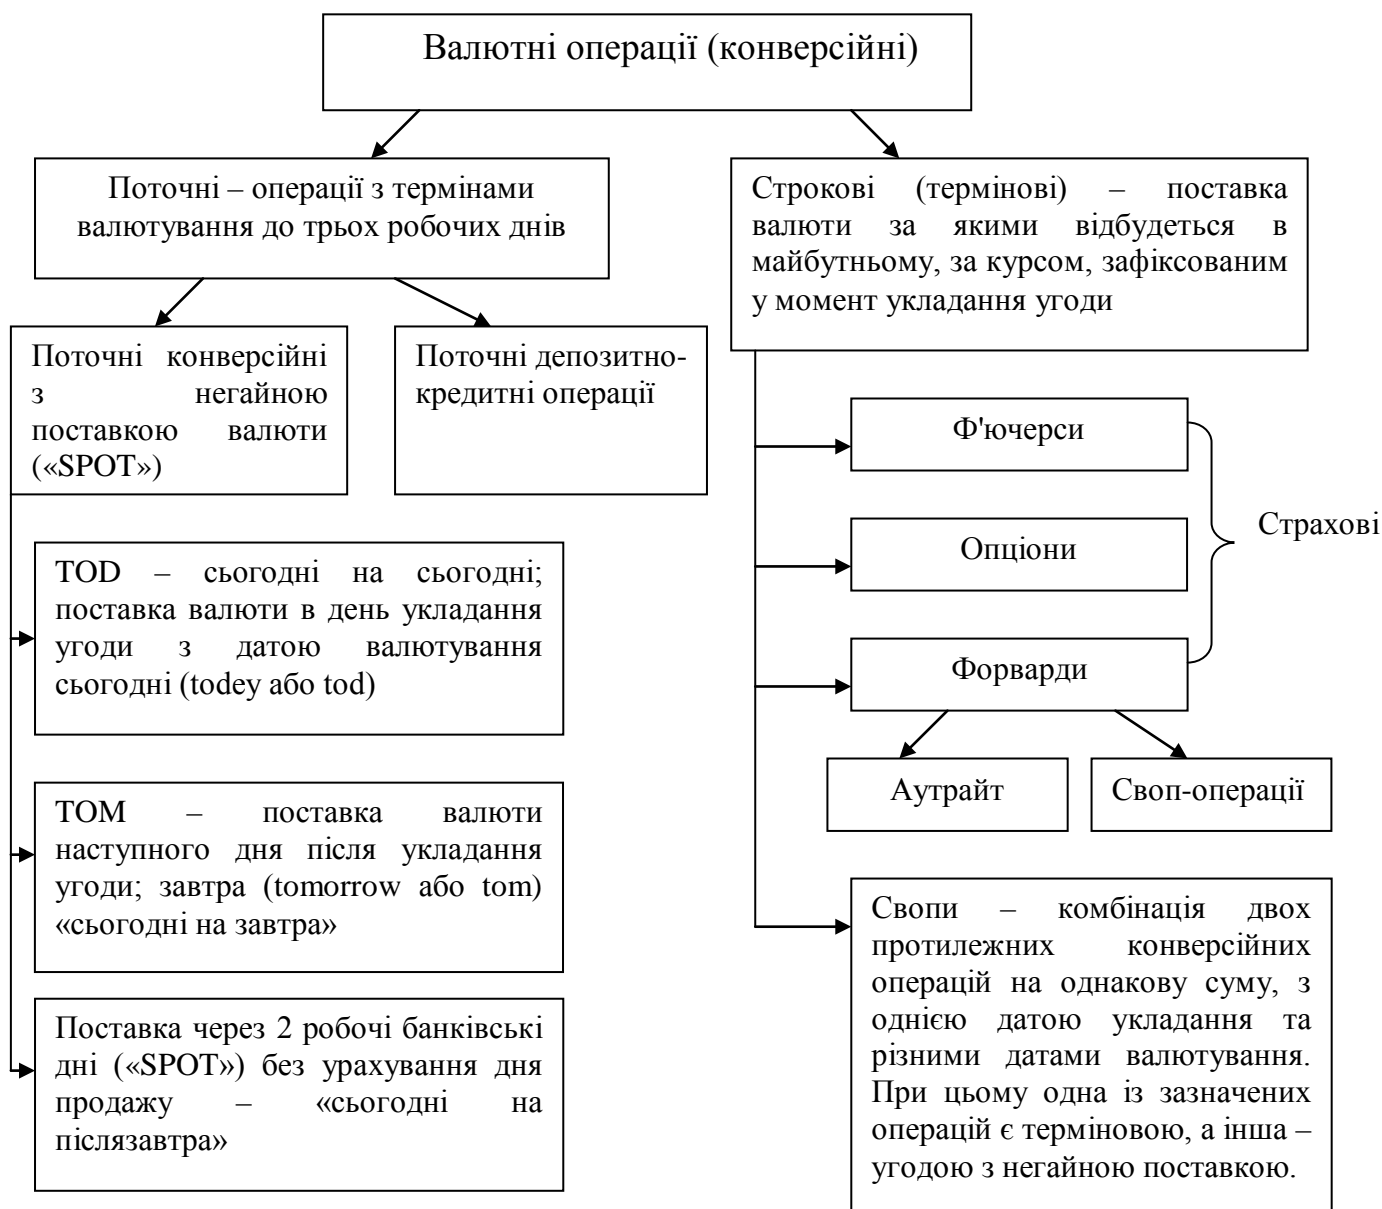 Валютні операції (конверсійні)
Поточні – операції з термінами
валютування до трьох робочих днів
Строкові (термінові) – поставка
валюти за якими відбудеться в
майбутньому, за курсом, зафіксованим
у момент укладання угоди
Поточні конверсійні
з негайною
поставкою валюти
(«SPOT»)
Поточні депозитно-
кредитні операції
Ф'ючерси
Опціони
Форварди
Страхові
Аутрайт
Своп-операції
TOD – сьогодні на сьогодні;
поставка валюти в день укладання
угоди з датою валютування
сьогодні (todey або tod)
TOM – поставка валюти
наступного дня після укладання
угоди; завтра (tomorrow або tom)
«сьогодні на завтра»
Поставка через 2 робочі банківські
дні («SPOT») без урахування дня
продажу – «сьогодні на
післязавтра»
Свопи – комбінація двох
протилежних конверсійних
операцій на однакову суму, з
однією датою укладання та
різними датами валютування.
При цьому одна із зазначених
операцій є терміновою, а інша –
угодою з негайною поставкою.